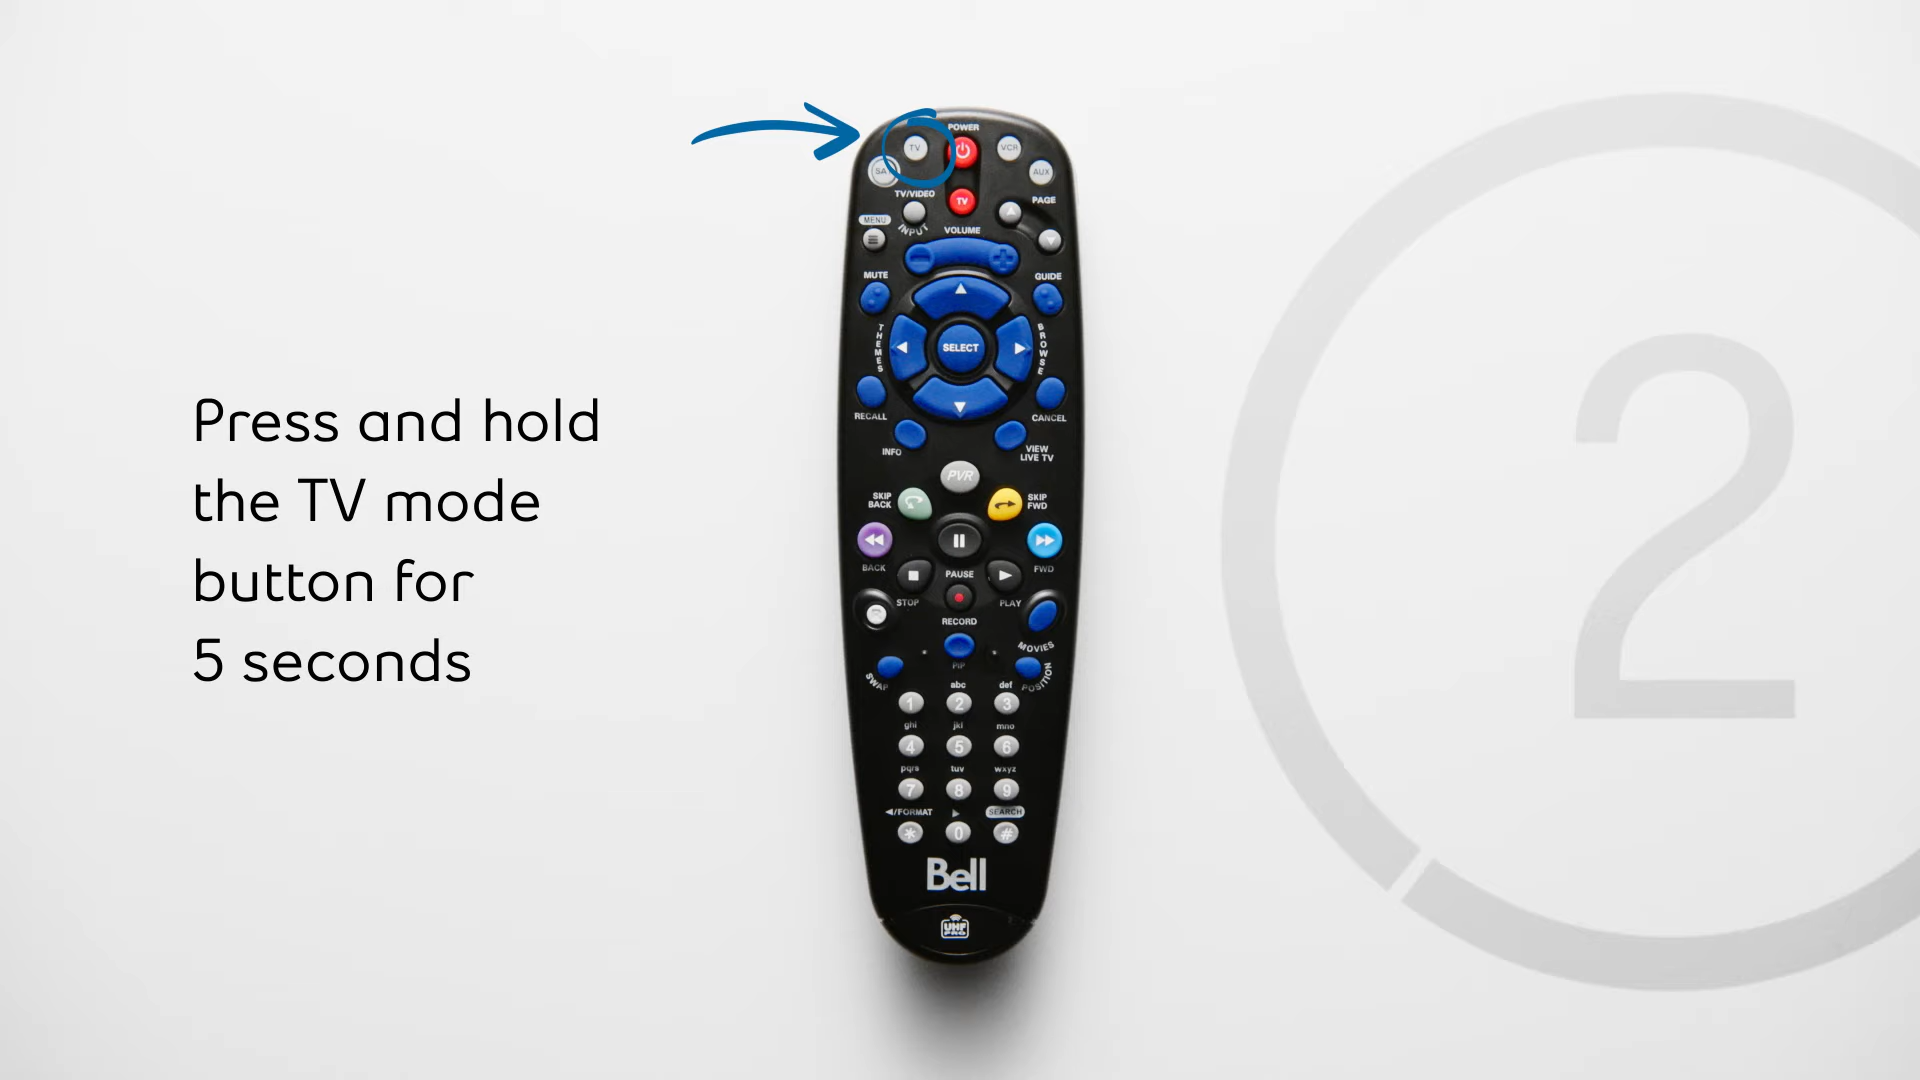 Press and hold
the TV mode
button for
5 seconds
2
POWER
TV
VCR
SAT
AUX
TV/VIDEO
TV
PAGE
MENU
INPUT
VOLUME
MUTE
GUIDE
THEMES
BROWSE
SELECT
RECALL
CANCEL
INFO
VIEW
LIVE TV
PVR
SKIP
BACK
SKIP
FWD
BACK
PAUSE
FWD
STOP
PLAY
RECORD
MOVIES
PIP
SWAP
POSITION
abc
def
1
2
3
ghi
jkl
mno
4
5
6
pqrs
tuv
wxyz
7
8
9
/FORMAT
SEARCH
*
0
#
Bell
UHF
PRO